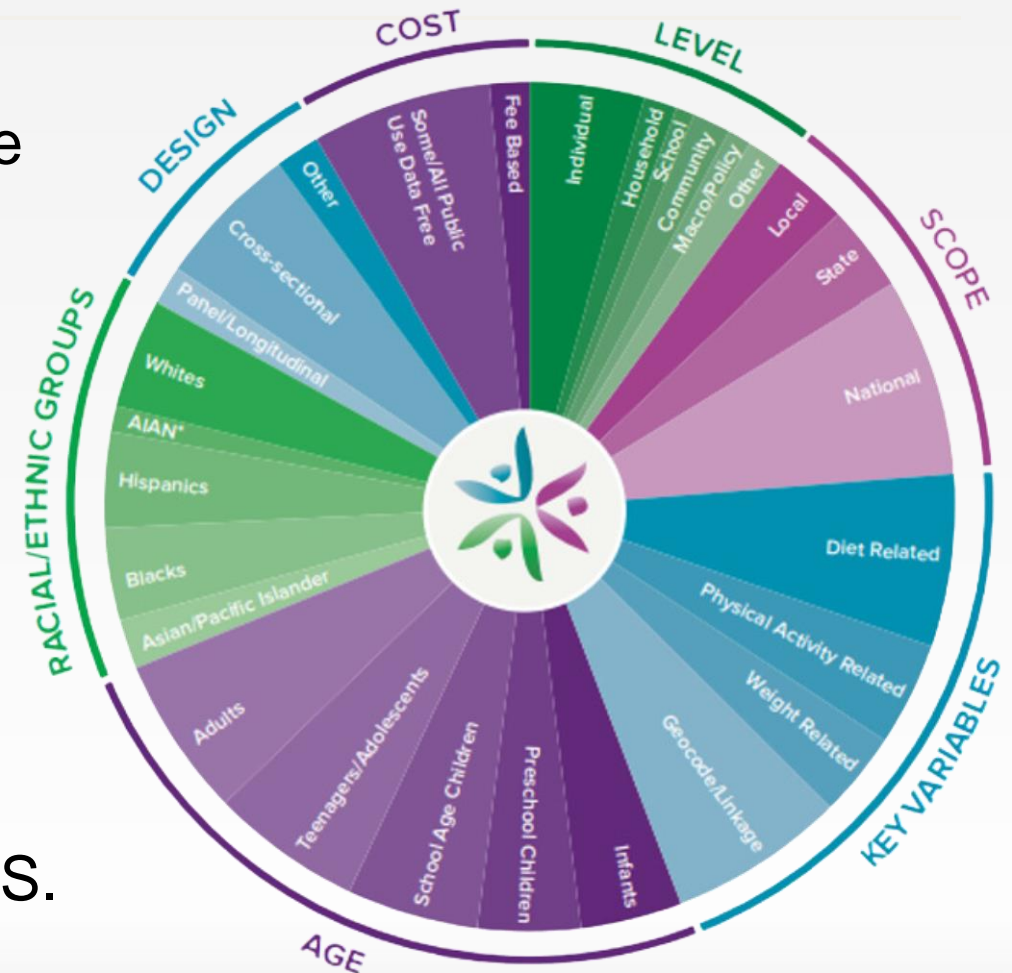 e
S.
COST
Some/All Public
Use Data Free
Fee Based
LEVEL
Individual
Household
School
Community
Macro/Policy
Other
SCOPE
Local
State
National
KEY VARIABLES
Diet Related
Physical Activity Related
Weight Related
Geocode/Linkage
AGE
Infants
Preschool Children
School Age Children
Teenagers/Adolescents
Adults
RACIAL/ETHNIC GROUPS
Asian/Pacific Islander
Blacks
Hispanics
AIAN*
Whites
DESIGN
Panel/Longitudinal
Cross-sectional
Other